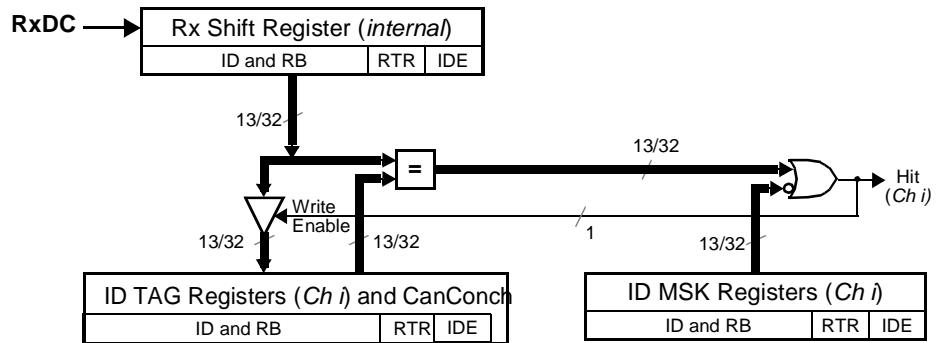 RxDC
Rx Shift Register (internal)
ID and RB RTR IDE
13/32
13/32
=
Hit
(Ch i)
Write
Enable
1
13/32 13/32 13/32
ID TAG Registers (Ch i) and CanConch
ID and RB RTR IDE
ID MSK Registers (Ch i)
ID and RB RTR IDE